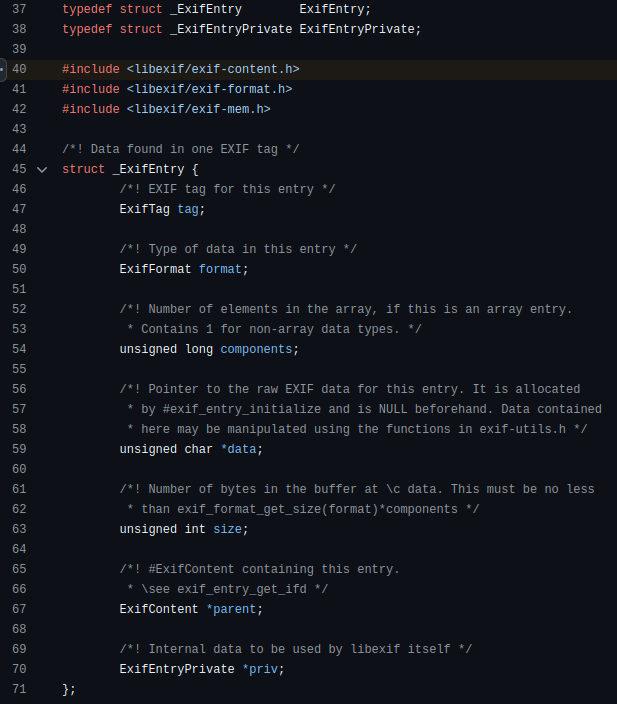 37 typedef struct _ExifEntry        ExifEntry;
38 typedef struct _ExifEntryPrivate ExifEntryPrivate;
39
40 #include <libexif/exif-content.h>
41 #include <libexif/exif-format.h>
42 #include <libexif/exif-mem.h>
43
44 /*! Data found in one EXIF tag */
45 struct _ExifEntry {
46         /*! EXIF tag for this entry */
47         ExifTag tag;
48
49         /*! Type of data in this entry */
50         ExifFormat format;
51
52         /*! Number of elements in the array, if this is an array entry.
53          * Contains 1 for non-array data types. */
54         unsigned long components;
55
56         /*! Pointer to the raw EXIF data for this entry. It is allocated
57          * by #exif_entry_initialize and is NULL beforehand. Data contained
58          * here may be manipulated using the functions in exif-utils.h */
59         unsigned char *data;
60
61         /*! Number of bytes in the buffer at \c data. This must be no less
62          * than exif_format_get_size(format)*components */
63         unsigned int size;
64
65         /*! #ExifContent containing this entry.
66          * \see exif_entry_get_ifd */
67         ExifContent *parent;
68
69         /*! Internal data to be used by libexif itself */
70         ExifEntryPrivate *priv;
71 };